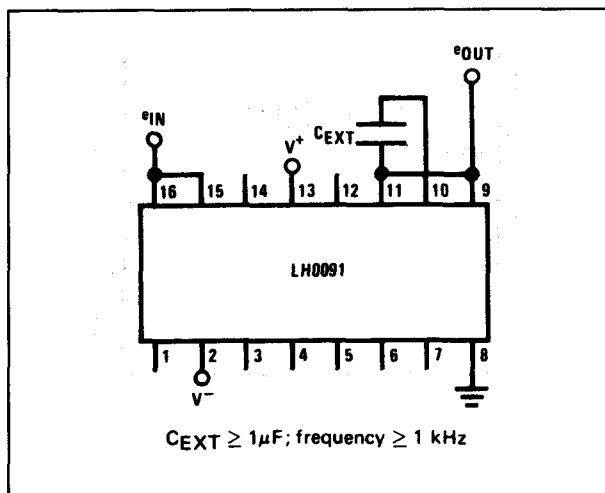 eOUT
eIN
CEXT
V+
16 15 14 13 12 11 10 9
LH0091
1 2 3 4 5 6 7 8
V−
CEXT ≥ 1μF; frequency ≥ 1 kHz